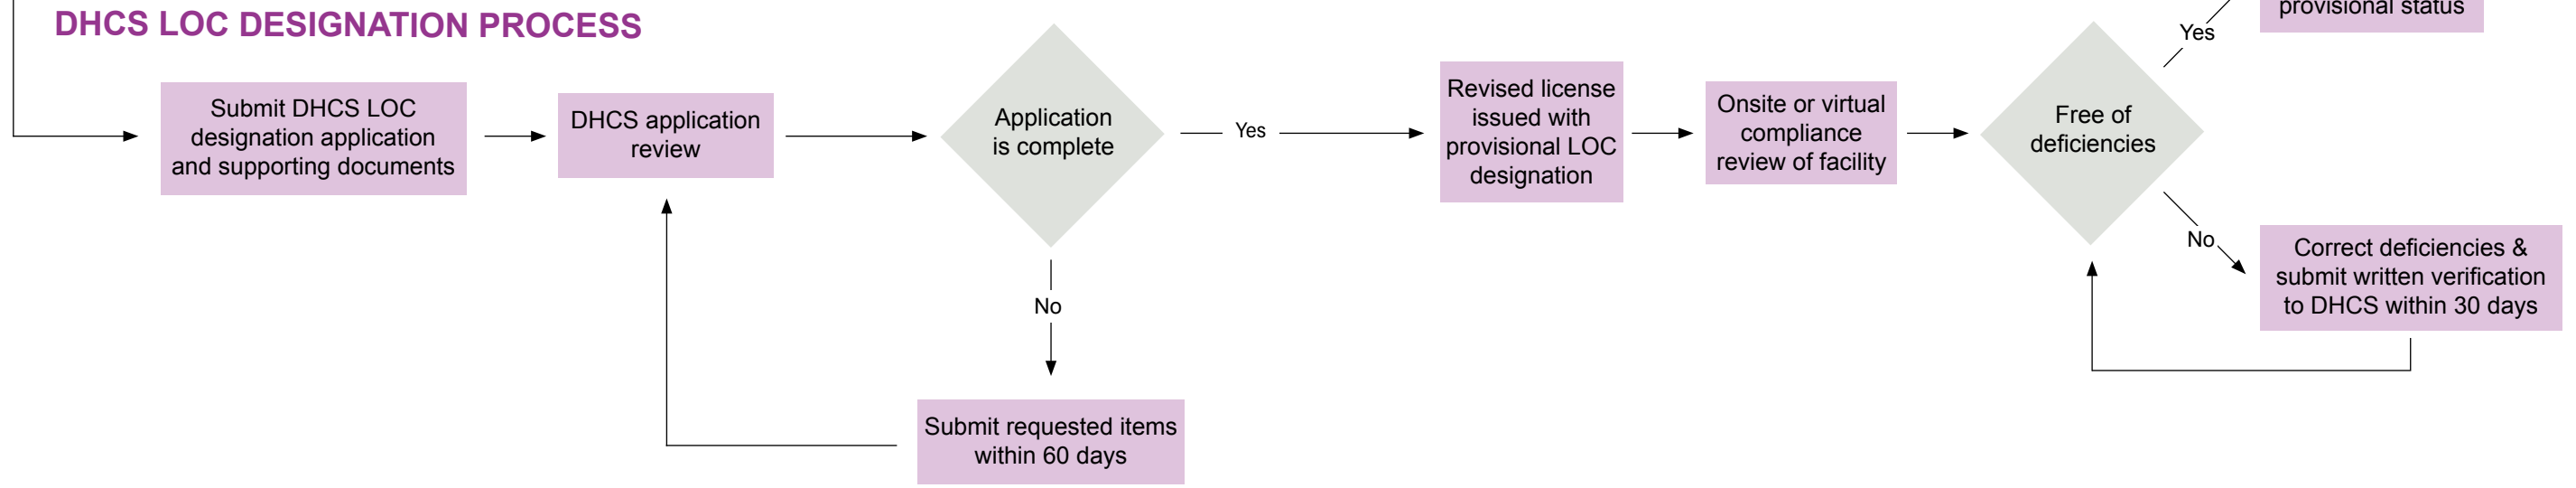 DHCS LOC DESIGNATION PROCESS
Submit DHCS LOC
designation application
and supporting documents
DHCS application
review
Application
is complete
Yes
No
Submit requested items
within 60 days
Revised license
issued with
provisional LOC
designation
Onsite or virtual
compliance
review of facility
Free of
deficiencies
Yes
provisional status
No
Correct deficiencies &
submit written verification
to DHCS within 30 days